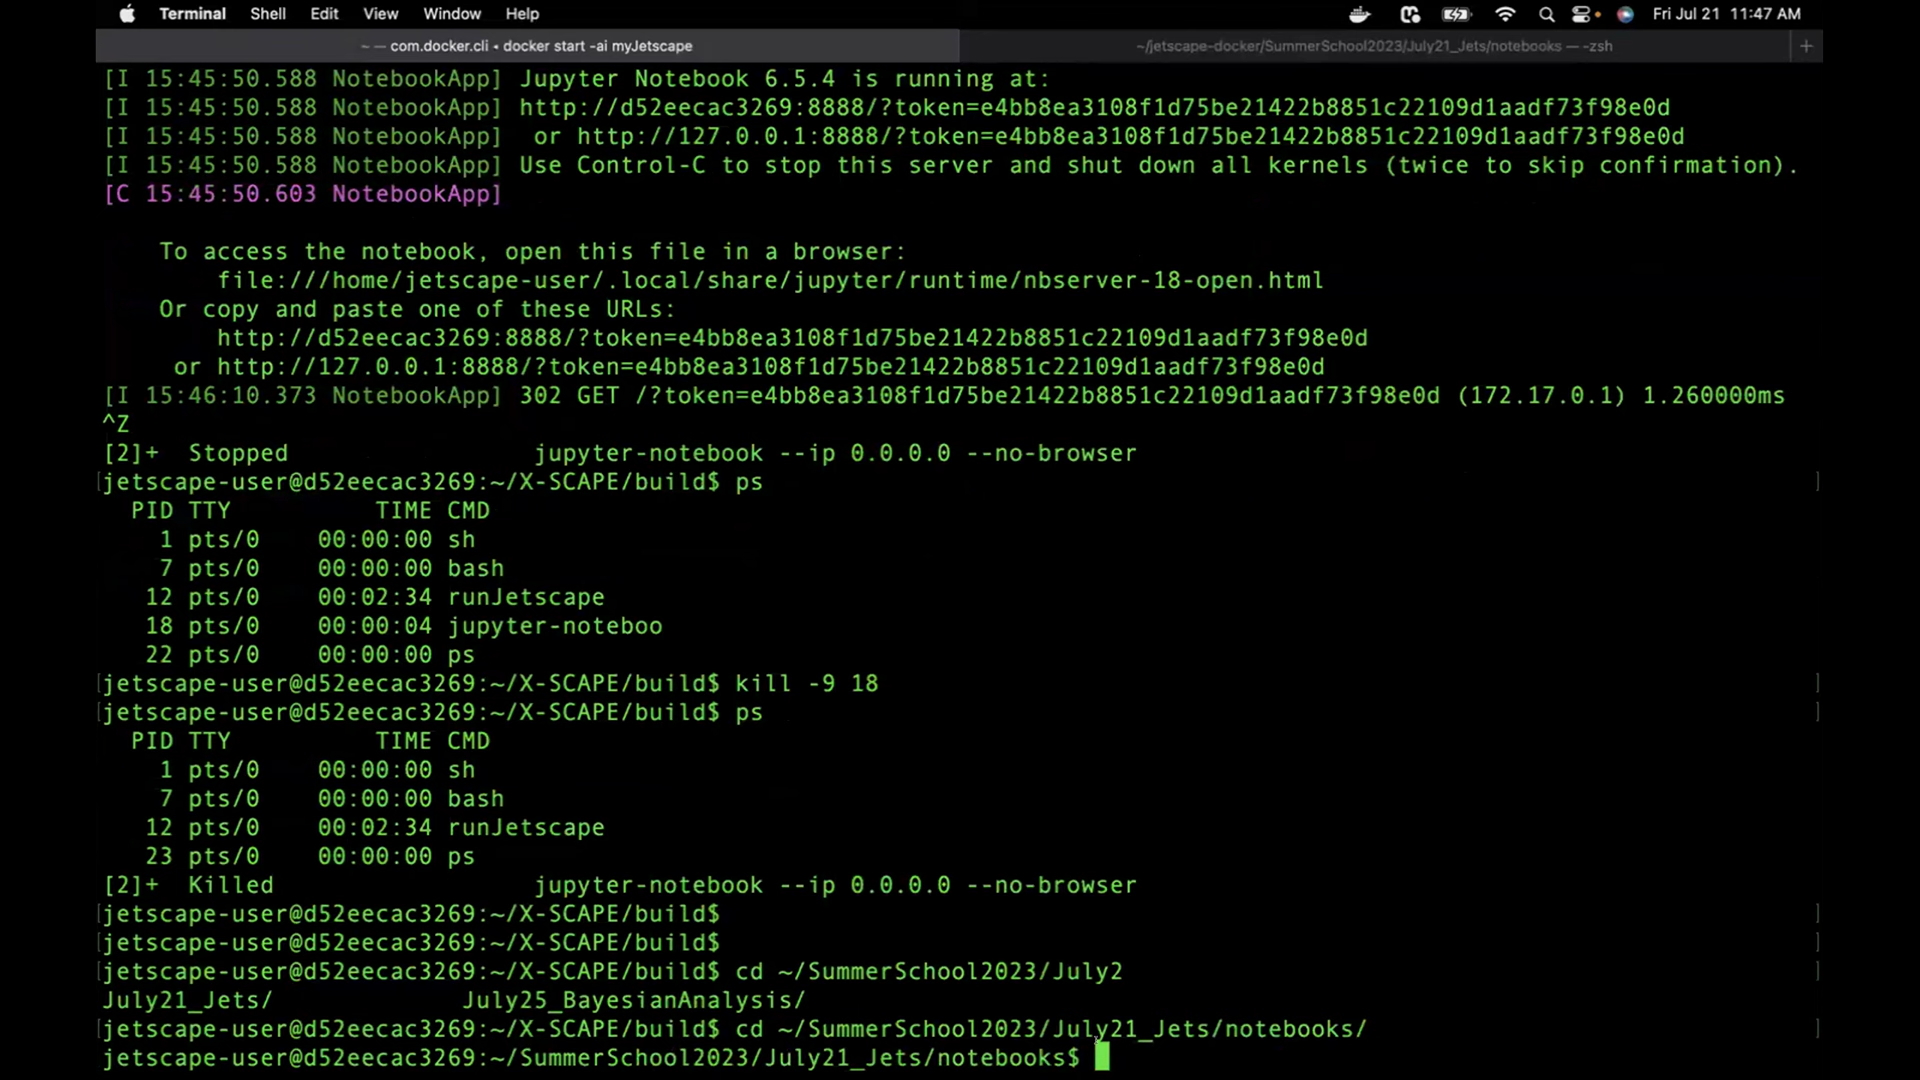 Terminal Shell Edit View Window Help Fri Jul 21 11:47 AM
~ — com.docker.cli • docker start -ai myJetscape ~/jetscape-docker/SummerSchool2023/July21_Jets/notebooks — -zsh +
[I 15:45:50.588 NotebookApp] Jupyter Notebook 6.5.4 is running at:
[I 15:45:50.588 NotebookApp] http://d52eecac3269:8888/?token=e4bb8ea3108f1d75be21422b8851c22109d1aadf73f98e0d
[I 15:45:50.588 NotebookApp]  or http://127.0.0.1:8888/?token=e4bb8ea3108f1d75be21422b8851c22109d1aadf73f98e0d
[I 15:45:50.588 NotebookApp] Use Control-C to stop this server and shut down all kernels (twice to skip confirmation).
[C 15:45:50.603 NotebookApp]
To access the notebook, open this file in a browser:
file:///home/jetscape-user/.local/share/jupyter/runtime/nbserver-18-open.html
Or copy and paste one of these URLs:
http://d52eecac3269:8888/?token=e4bb8ea3108f1d75be21422b8851c22109d1aadf73f98e0d
or http://127.0.0.1:8888/?token=e4bb8ea3108f1d75be21422b8851c22109d1aadf73f98e0d
[I 15:46:10.373 NotebookApp] 302 GET /?token=e4bb8ea3108f1d75be21422b8851c22109d1aadf73f98e0d (172.17.0.1) 1.260000ms
^Z
[2]+  Stopped                 jupyter-notebook --ip 0.0.0.0 --no-browser
[jetscape-user@d52eecac3269:~/X-SCAPE/build$ ps ]
PID TTY          TIME CMD
1 pts/0    00:00:00 sh
7 pts/0    00:00:00 bash
12 pts/0    00:02:34 runJetscape
18 pts/0    00:00:04 jupyter-noteboo
22 pts/0    00:00:00 ps
[jetscape-user@d52eecac3269:~/X-SCAPE/build$ kill -9 18 ]
[jetscape-user@d52eecac3269:~/X-SCAPE/build$ ps ]
PID TTY          TIME CMD
1 pts/0    00:00:00 sh
7 pts/0    00:00:00 bash
12 pts/0    00:02:34 runJetscape
23 pts/0    00:00:00 ps
[2]+  Killed                  jupyter-notebook --ip 0.0.0.0 --no-browser
[jetscape-user@d52eecac3269:~/X-SCAPE/build$ ]
[jetscape-user@d52eecac3269:~/X-SCAPE/build$ ]
[jetscape-user@d52eecac3269:~/X-SCAPE/build$ cd ~/SummerSchool2023/July2
July21_Jets/             July25_BayesianAnalysis/
[jetscape-user@d52eecac3269:~/X-SCAPE/build$ cd ~/SummerSchool2023/July21_Jets/notebooks/ ]
jetscape-user@d52eecac3269:~/SummerSchool2023/July21_Jets/notebooks$